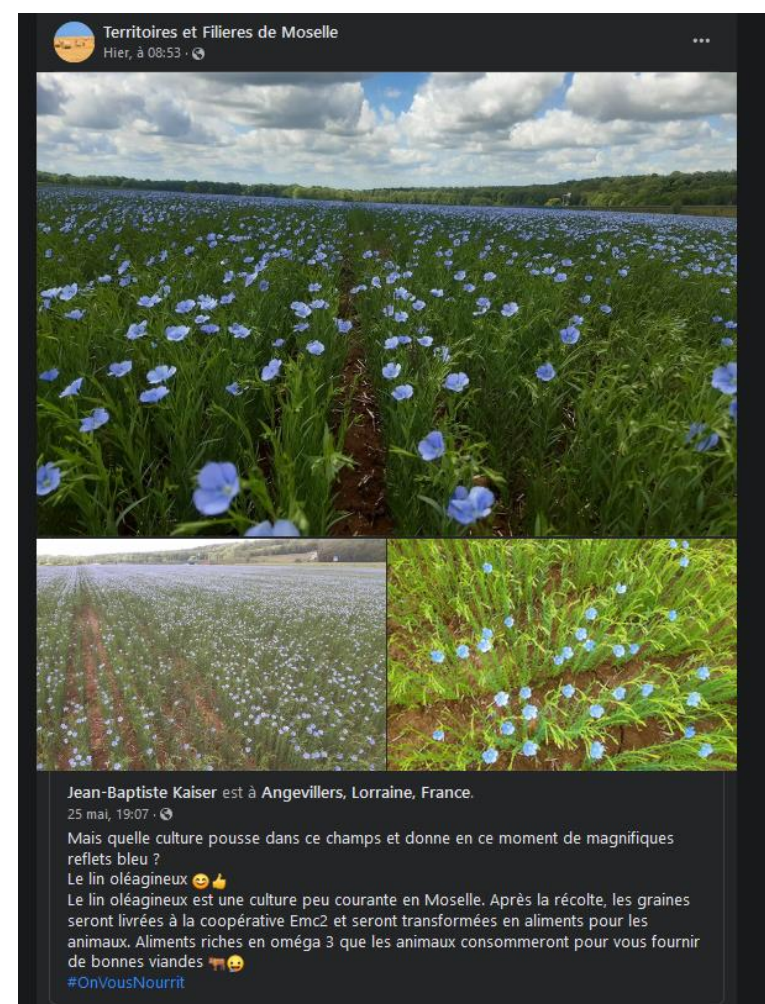 Territoires et Filieres de Moselle
Hier, à 08:53 ·
Jean-Baptiste Kaiser est à Angevillers, Lorraine, France.
25 mai, 19:07 ·
Mais quelle culture pousse dans ce champs et donne en ce moment de magnifiques
reflets bleu ?
Le lin oléagineux 😊👍
Le lin oléagineux est une culture peu courante en Moselle. Après la récolte, les graines
seront livrées à la coopérative Emc2 et seront transformées en aliments pour les
animaux. Aliments riches en oméga 3 que les animaux consommeront pour vous fournir
de bonnes viandes 🐂😜
#OnVousNourrit